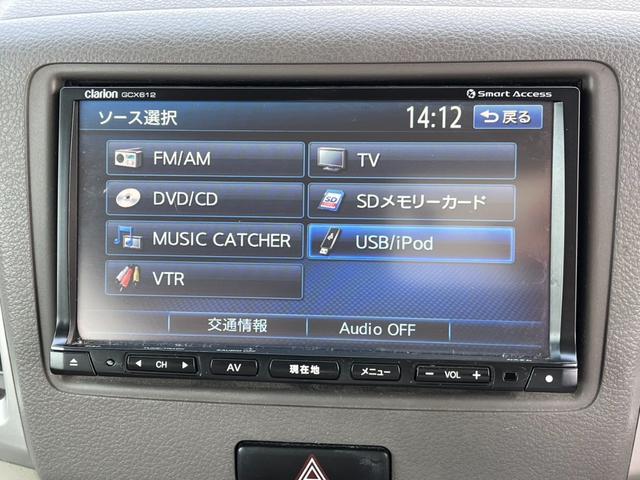 Clarion GCX612 Smart Access
ソース選択 14:12 戻る
FM/AM TV
DVD/CD SDメモリーカード
MUSIC CATCHER USB/iPod
VTR
交通情報 Audio OFF
CH AV 現在地 メニュー − VOL +